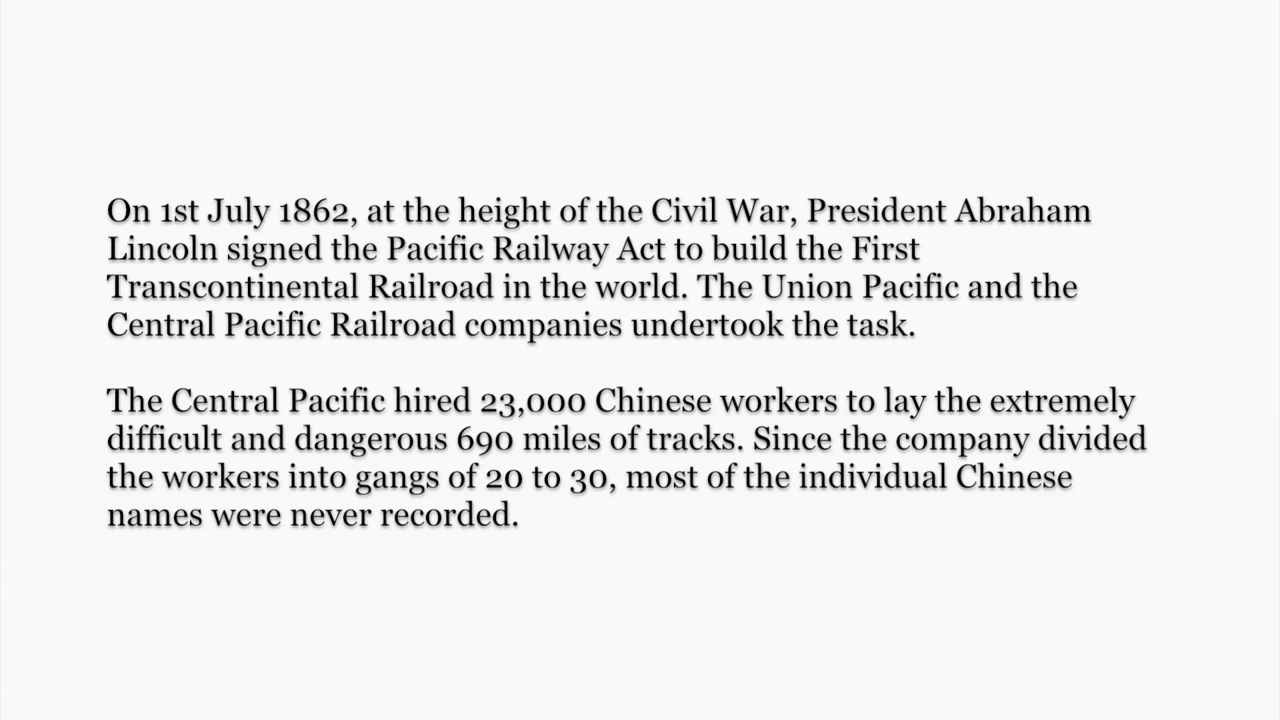 On 1st July 1862, at the height of the Civil War, President Abraham
Lincoln signed the Pacific Railway Act to build the First
Transcontinental Railroad in the world. The Union Pacific and the
Central Pacific Railroad companies undertook the task.
The Central Pacific hired 23,000 Chinese workers to lay the extremely
difficult and dangerous 690 miles of tracks. Since the company divided
the workers into gangs of 20 to 30, most of the individual Chinese
names were never recorded.